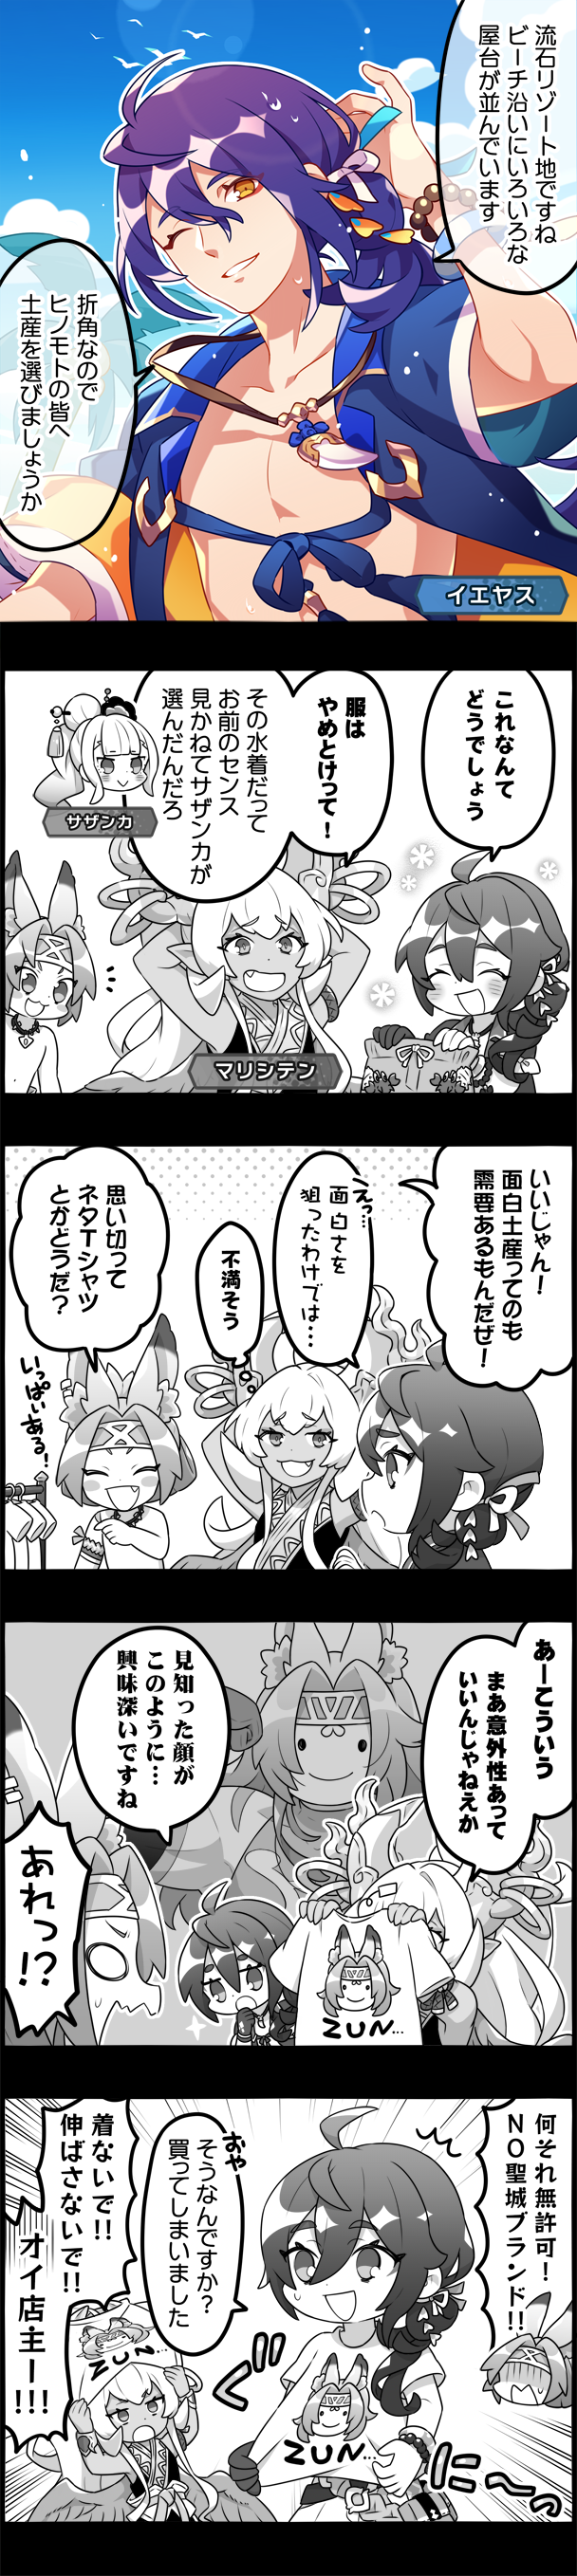 流石リゾート地ですね
ビーチ沿いにいろいろな
屋台が並んでいます
折角なので
ヒノモトの皆へ
土産を選びましょうか
イエヤス
これなんて
どうでしょう
服は
やめとけって！
その水着だって
お前のセンス
見かねてサザンカが
選んだんだろ
サザンカ
マリシテン
いいじゃん！
面白土産ってのも
需要あるもんだぜ！
えっ…
面白さを
狙ったわけでは…
不満そう
思い切って
ネタTシャツ
とかどうだ？
いっぱいある！
あーこういう
まあ意外性あって
いいんじゃねえか
見知った顔が
このように…
興味深いですね
あれっ!?
ZUN...
何それ無許可！
NO聖城ブランド!!
おや
そうなんですか？
買ってしまいました
着ないで!!
伸ばさないで!!
オイ店主ー!!!
ZUN...
ZUN...
ぐっ
に〜っ